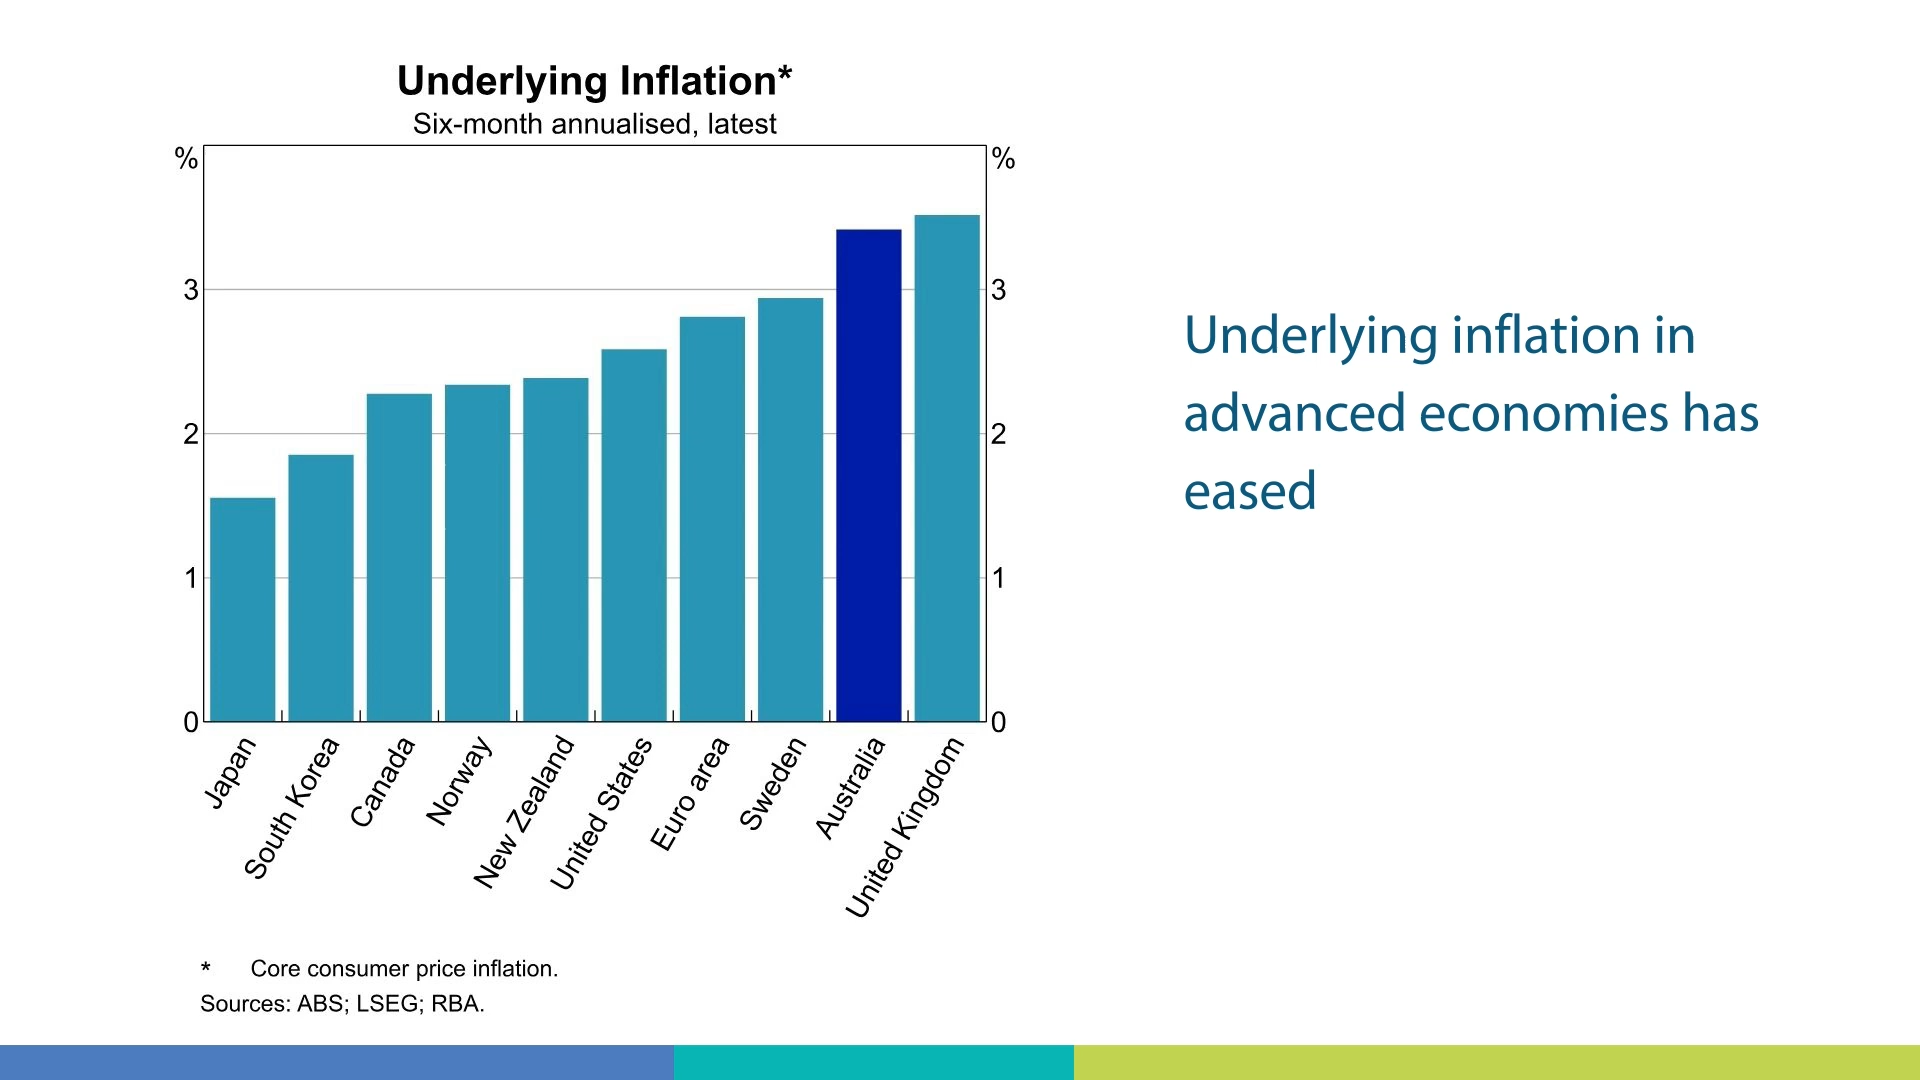 Underlying Inflation*
Six-month annualised, latest
% %
3 3
2 2
1 1
0 0
Japan
South Korea
Canada
Norway
New Zealand
United States
Euro area
Sweden
Australia
United Kingdom
* Core consumer price inflation.
Sources: ABS; LSEG; RBA.
Underlying inflation in
advanced economies has
eased